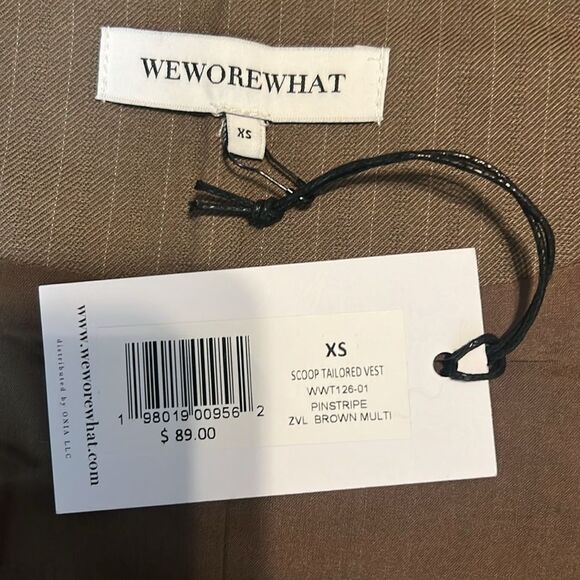 WEWOREWHAT
XS
www.weworewhat.com
distributed by ONIA LLC
1 98019 00956 2
$ 89.00
XS
SCOOP TAILORED VEST
WWT126-01
PINSTRIPE
ZVL BROWN MULTI